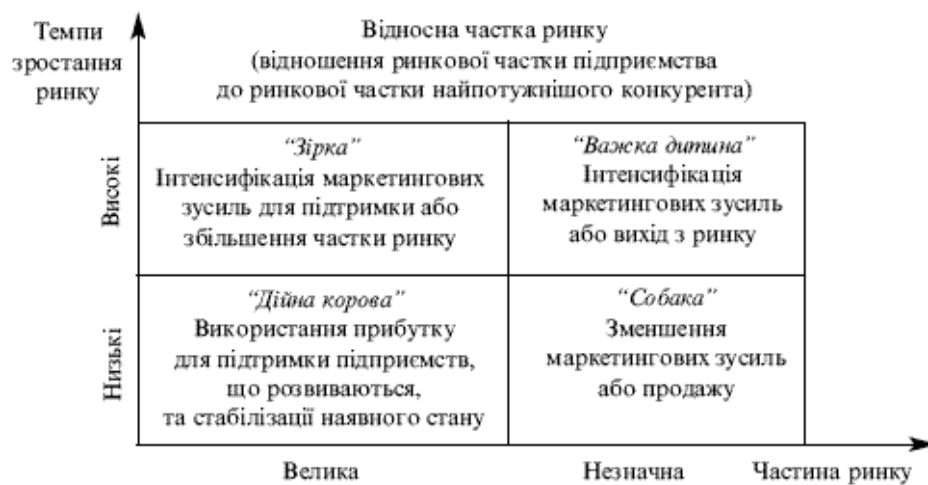 Темпи
зростання
ринку
Відносна частка ринку
(відношення ринкової частки підприємства
до ринкової частки найпотужнішого конкурента)
Високі
“Зірка”
Інтенсифікація маркетингових
зусиль для підтримки або
збільшення частки ринку
“Важка дитина”
Інтенсифікація
маркетингових зусиль
або вихід з ринку
Низькі
“Дійна корова”
Використання прибутку
для підтримки підприємств,
що розвиваються,
та стабілізації наявного стану
“Собака”
Зменшення
маркетингових зусиль
або продажу
Велика
Незначна
Частина ринку